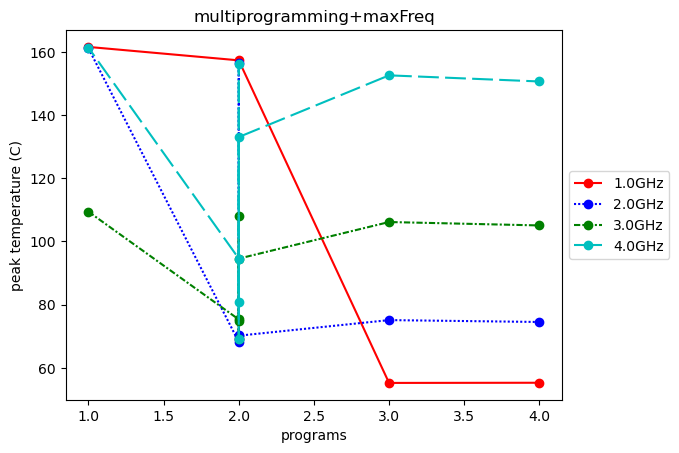 multiprogramming+maxFreq
peak temperature (C)
160
140
120
100
80
60
1.0
1.5
2.0
2.5
3.0
3.5
4.0
programs
1.0GHz
2.0GHz
3.0GHz
4.0GHz